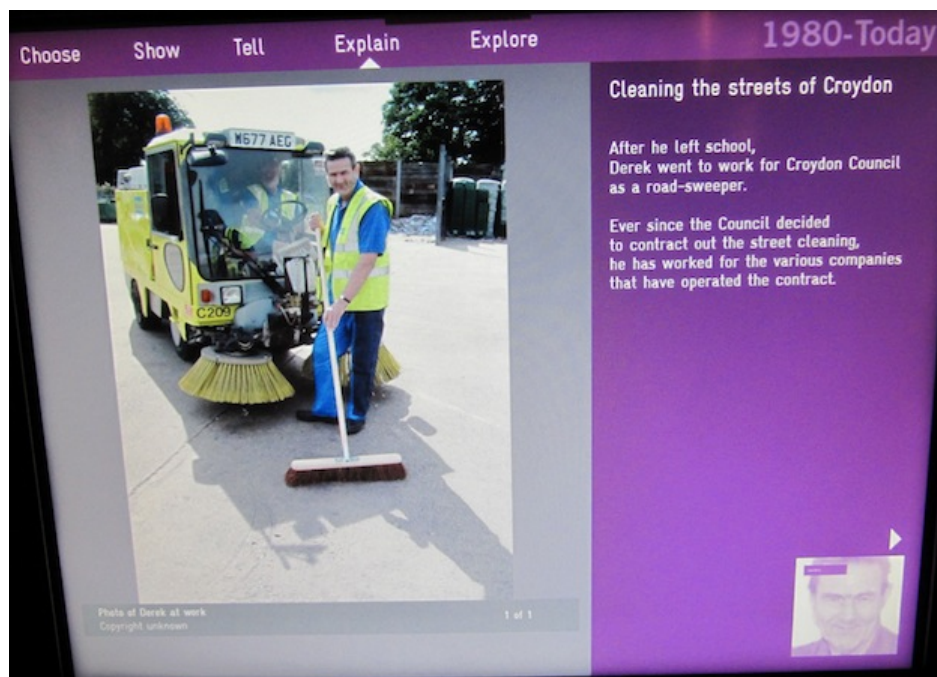 Choose Show Tell Explain Explore
1980-Today
Cleaning the streets of Croydon
After he left school,
Derek went to work for Croydon Council
as a road-sweeper.
Ever since the Council decided
to contract out the street cleaning,
he has worked for the various companies
that have operated the contract.
W677 AEG
C209
Photo of Derek at work
Copyright unknown
1 of 1